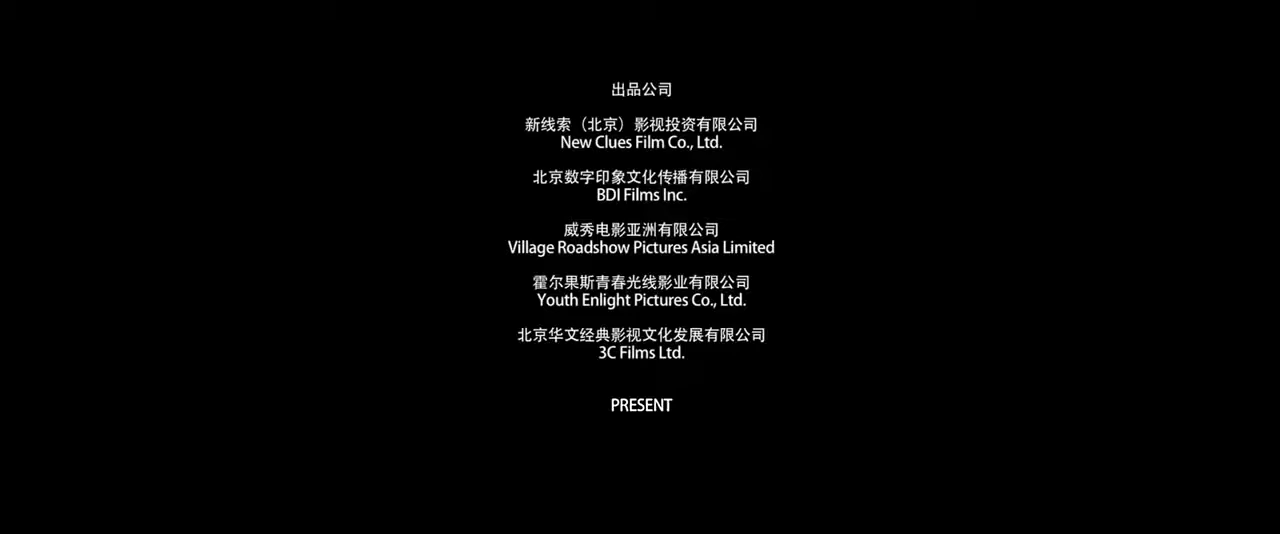 出品公司
新线索（北京）影视投资有限公司
New Clues Film Co., Ltd.
北京数字印象文化传播有限公司
BDI Films Inc.
威秀电影亚洲有限公司
Village Roadshow Pictures Asia Limited
霍尔果斯青春光线影业有限公司
Youth Enlight Pictures Co., Ltd.
北京华文经典影视文化发展有限公司
3C Films Ltd.
PRESENT